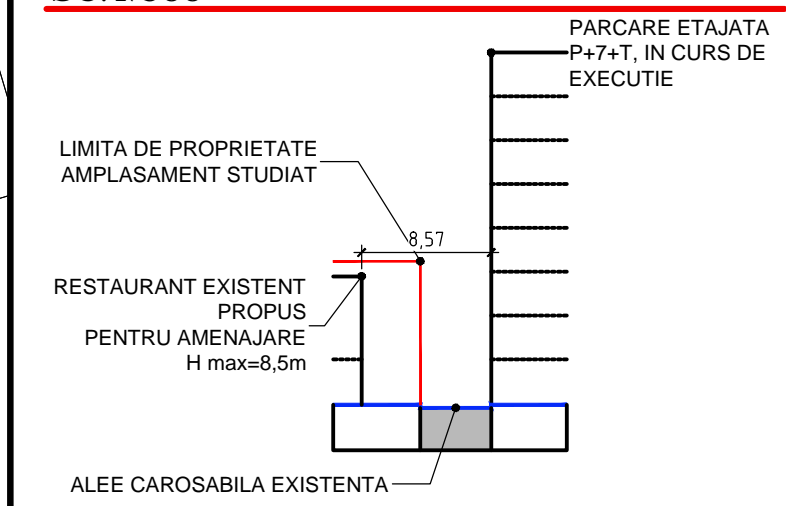 PARCARE ETAJATA
P+7+T, IN CURS DE
EXECUTIE
LIMITA DE PROPRIETATE
AMPLASAMENT STUDIAT
8,57
RESTAURANT EXISTENT
PROPUS
PENTRU AMENAJARE
H max=8,5m
ALEE CAROSABILA EXISTENTA